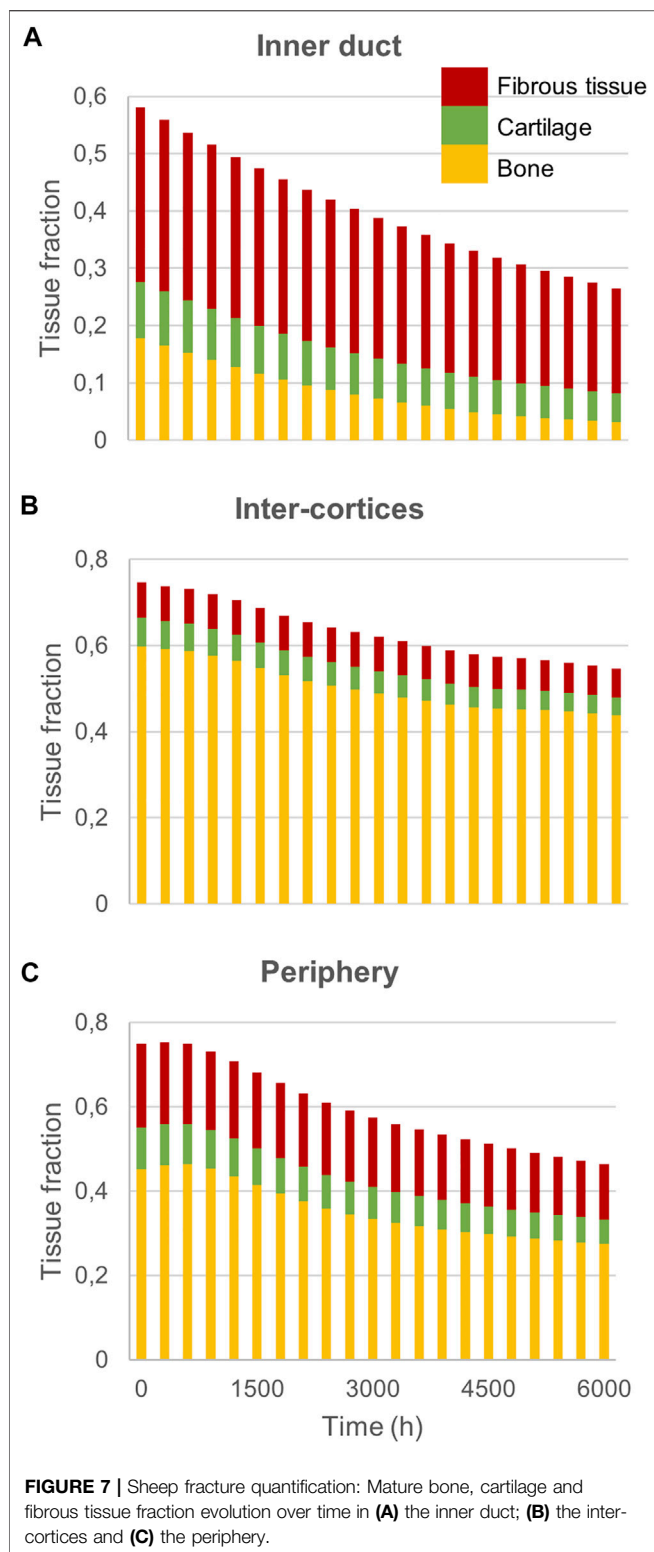 A
Inner duct
Fibrous tissue
Cartilage
Bone
0,6
0,5
0,4
0,3
0,2
0,1
0
Tissue fraction
B
Inter-cortices
0,8
0,6
0,4
0,2
0
Tissue fraction
C
Periphery
0,8
0,6
0,4
0,2
0
Tissue fraction
0 1500 3000 4500 6000
Time (h)
FIGURE 7 | Sheep fracture quantification: Mature bone, cartilage and
fibrous tissue fraction evolution over time in (A) the inner duct; (B) the inter-
cortices and (C) the periphery.